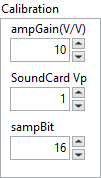 Calibration
ampGain(V/V)
10
SoundCard Vp
1
sampBit
16